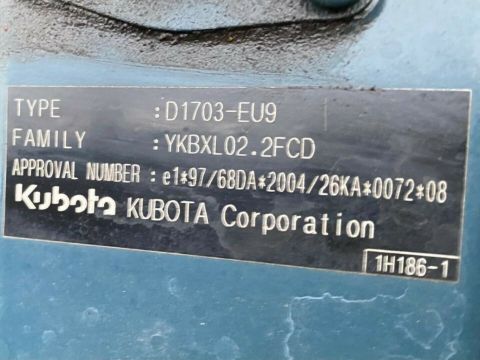 TYPE :D1703-EU9
FAMILY :YKBXL02.2FCD
APPROVAL NUMBER :e1*97/68DA*2004/26KA*0072*08
Kubota KUBOTA Corporation
1H186-1